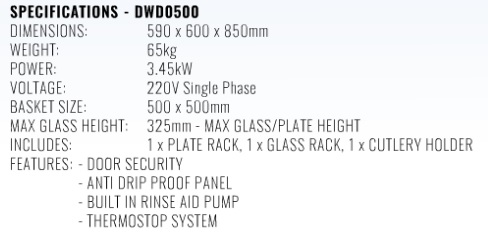 SPECIFICATIONS - DWD0500
DIMENSIONS: 590 x 600 x 850mm
WEIGHT: 65kg
POWER: 3.45kW
VOLTAGE: 220V Single Phase
BASKET SIZE: 500 x 500mm
MAX GLASS HEIGHT: 325mm - MAX GLASS/PLATE HEIGHT
INCLUDES: 1 x PLATE RACK, 1 x GLASS RACK, 1 x CUTLERY HOLDER
FEATURES: - DOOR SECURITY
- ANTI DRIP PROOF PANEL
- BUILT IN RINSE AID PUMP
- THERMOSTOP SYSTEM